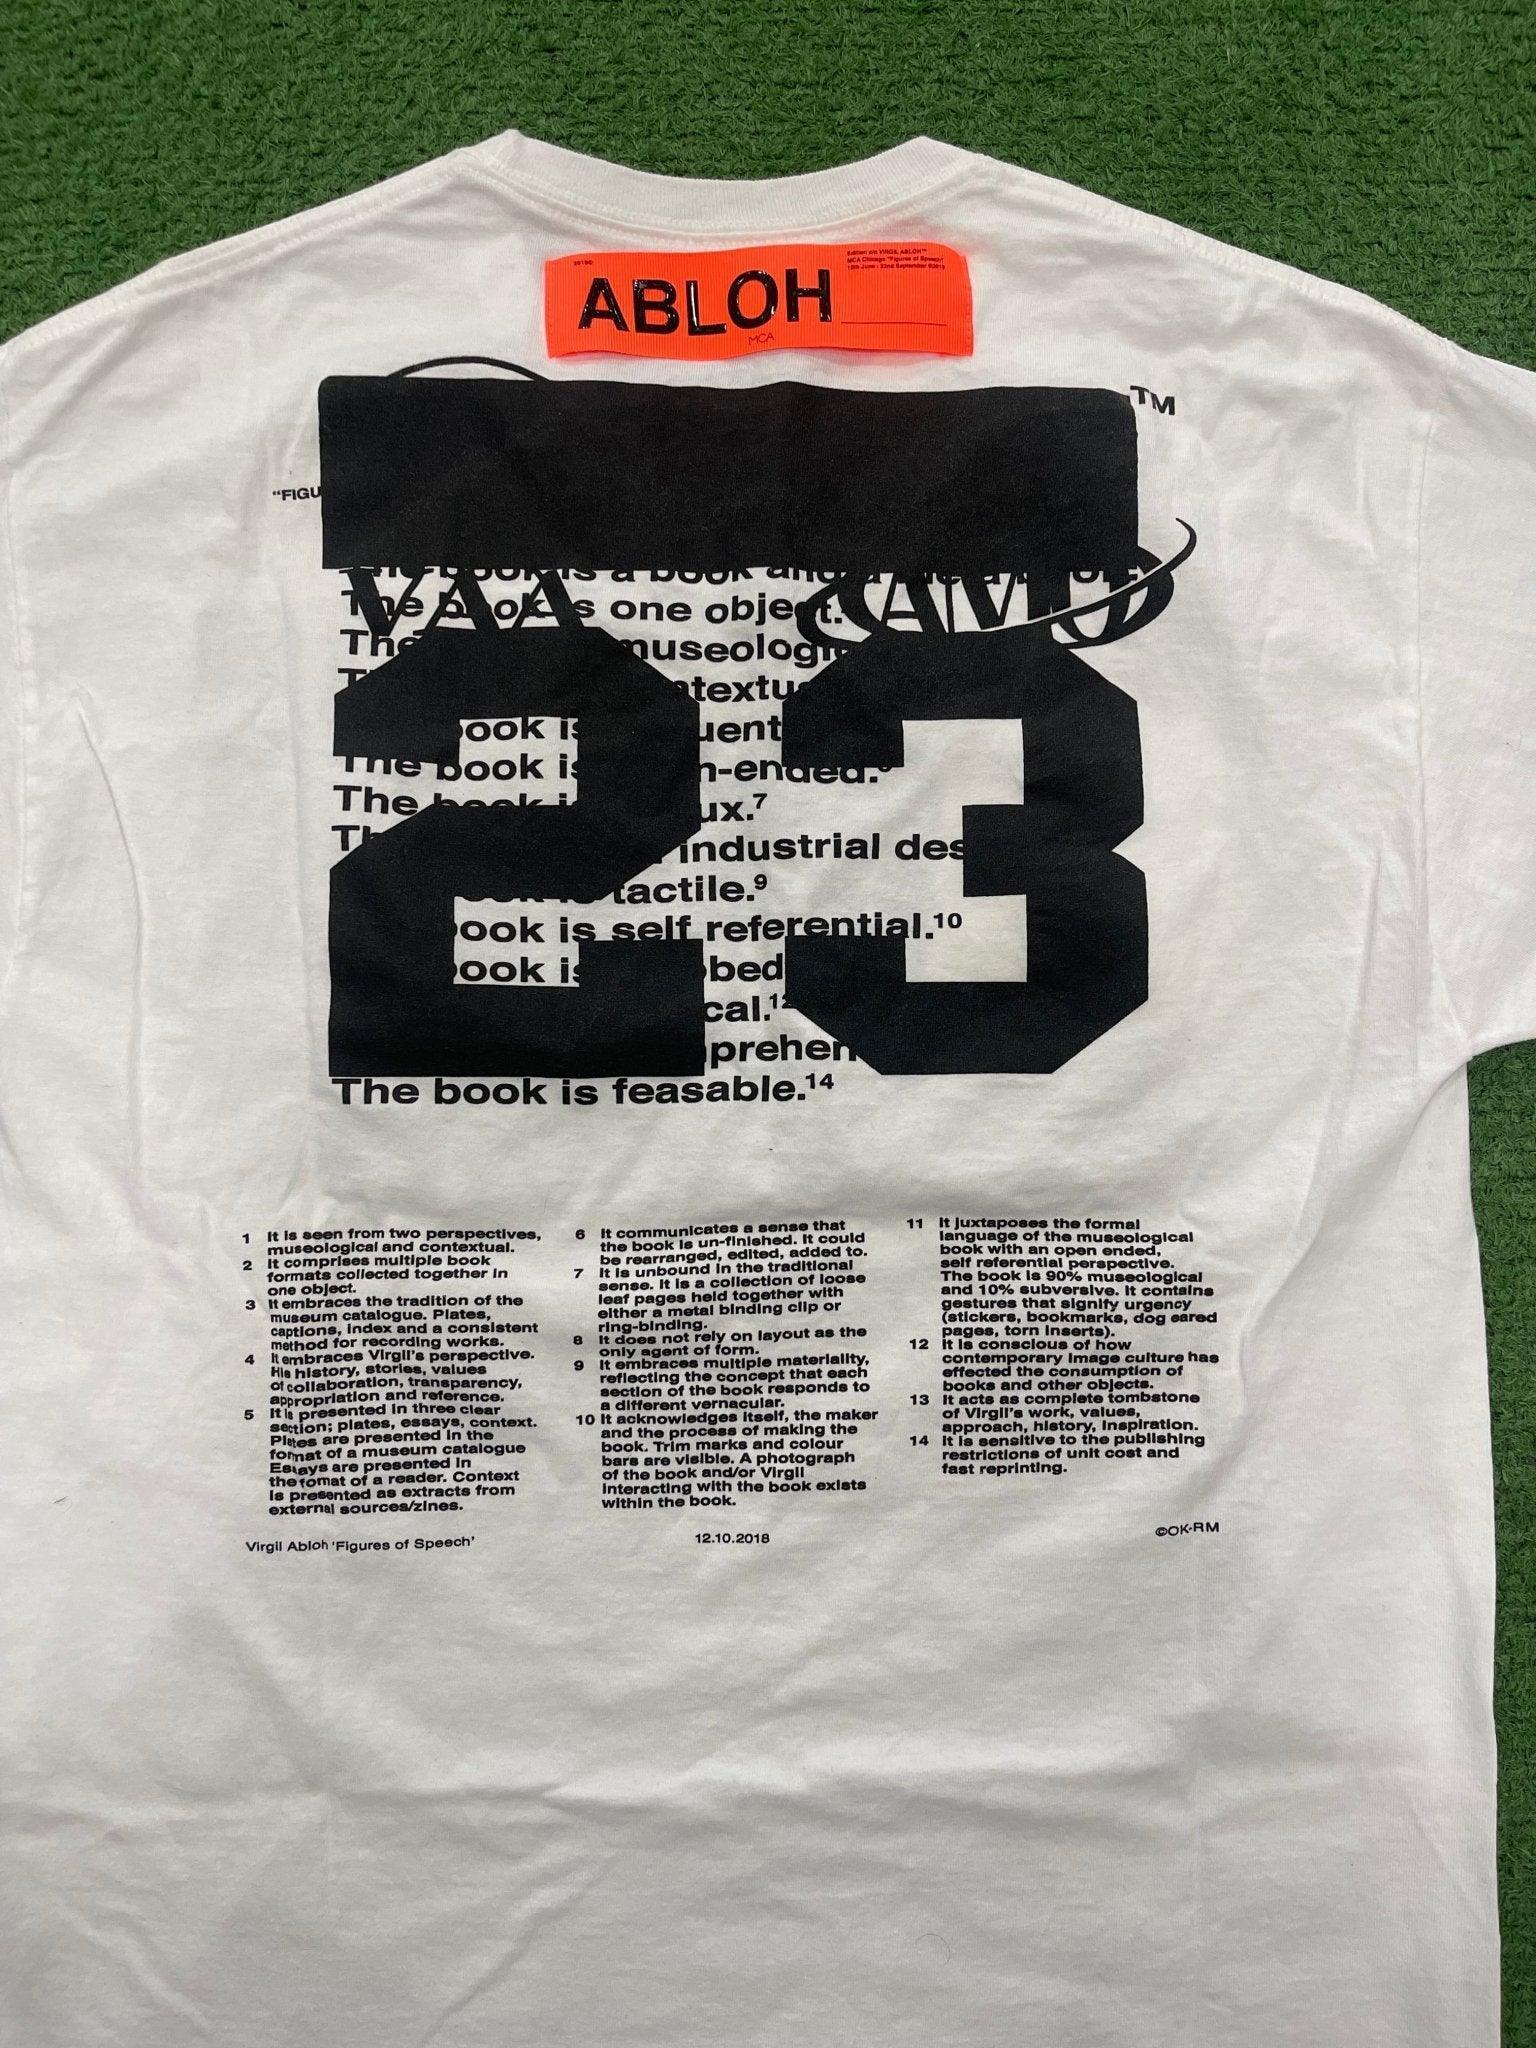 ABLOH
MCA
Edition c/o VIRGIL ABLOH™
MCA Chicago "Figures of Speech"
TM
“FIGU
23
The book is a book and a
The book is one object.
The museologi
textu
ook is uent
The book is n-ended.⁶
The book is ux.⁷
industrial des
book is tactile.⁹
ook is self referential.¹⁰
ook is bed
cal.¹²
prehen
The book is feasable.¹⁴
1 It is seen from two perspectives,
museological and contextual.
2 It comprises multiple book
formats collected together in
one object.
3 It embraces the tradition of the
museum catalogue. Plates,
captions, index and a consistent
method for recording works.
4 It embraces Virgil's perspective.
His history, stories, values
of collaboration, transparency,
appropriation and reference.
5 It is presented in three clear
section; plates, essays, context.
Plates are presented in the
format of a museum catalogue
Essays are presented in
the fomat of a reader. Context
is presented as extracts from
external sources/zines.
6 It communicates a sense that
the book is un-finished. It could
be rearranged, edited, added to.
7 It is unbound in the traditional
sense. It is a collection of loose
leaf pages held together with
either a metal binding clip or
ring-binding.
8 It does not rely on layout as the
only agent of form.
9 It embraces multiple materiality,
reflecting the concept that each
section of the book responds to
a different vernacular.
10 It acknowledges itself, the maker
and the process of making the
book. Trim marks and colour
bars are visible. A photograph
of the book and/or Virgil
interacting with the book exists
within the book.
11 It juxtaposes the formal
language of the museological
book with an open ended,
self referential perspective.
The book is 90% museological
and 10% subversive. It contains
gestures that signify urgency
(stickers, bookmarks, dog eared
pages, torn inserts).
12 It is conscious of how
contemporary image culture has
effected the consumption of
books and other objects.
13 It acts as complete tombstone
of Virgil's work, values,
approach, history, inspiration.
14 It is sensitive to the publishing
restrictions of unit cost and
fast reprinting.
Virgil Abloh 'Figures of Speech'
12.10.2018
©OK-RM